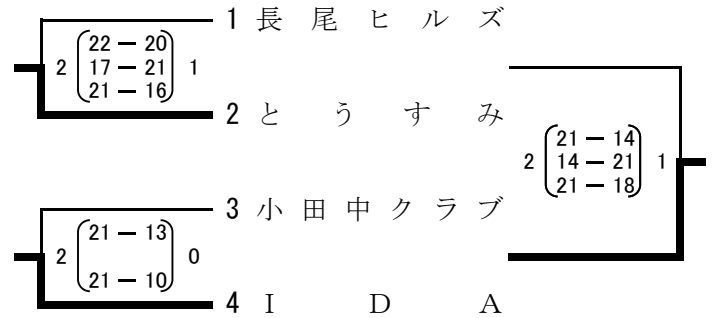 1 長尾ヒルズ
22 － 20
2 17 － 21 1
21 － 16
2 とうすみ
21 － 14
2 14 － 21 1
21 － 18
3 小田中クラブ
21 － 13
2 0
21 － 10
4 ＩＤＡ